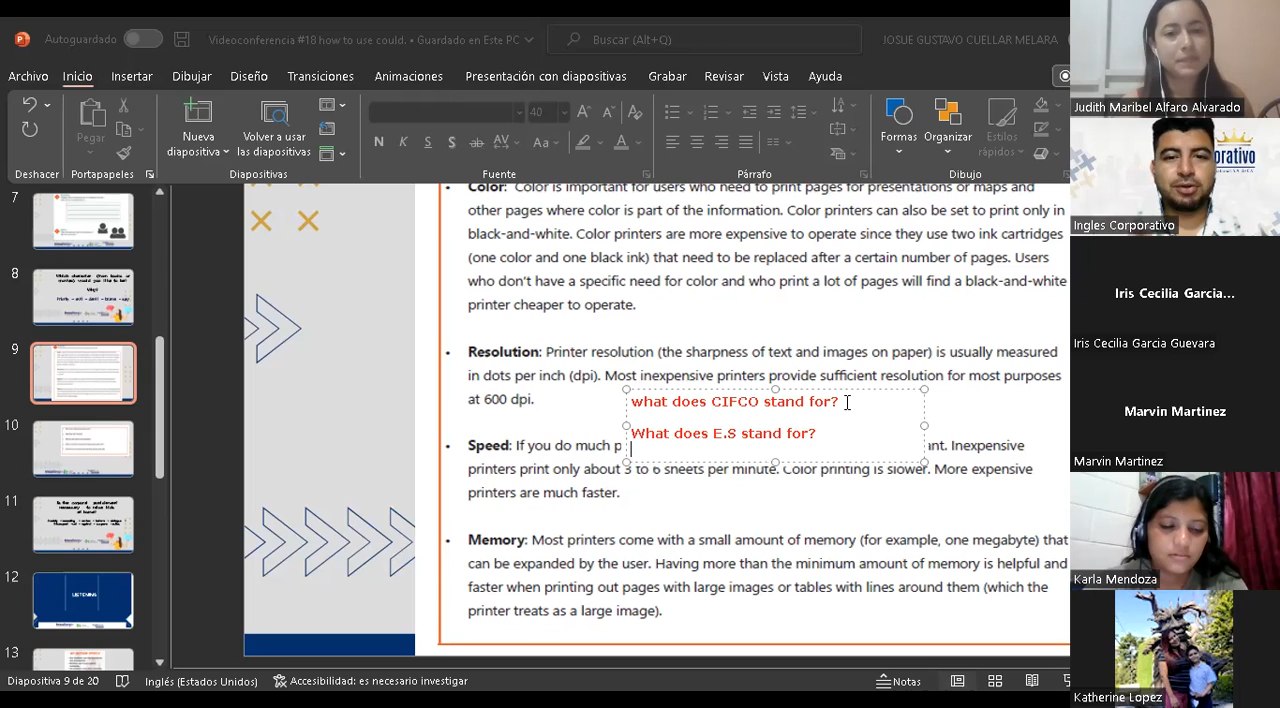 Autoguardado
Videoconferencia #18 how to use could. • Guardado en Este PC
Buscar (Alt+Q)
JOSUE GUSTAVO CUELLAR MELARA
Archivo Inicio Insertar Dibujar Diseño Transiciones Animaciones Presentación con diapositivas Grabar Revisar Vista Ayuda
Pegar
Nueva diapositiva
Volver a usar las diapositivas
40
N K S S ab AV Aa A
Formas
Organizar
Estilos rápidos
Deshacer Portapapeles Diapositivas Fuente Párrafo Dibujo
7
8
9
10
11
12
LISTENING
13
• Color: Color is important for users who need to print pages for presentations or maps and
other pages where color is part of the information. Color printers can also be set to print only in
black-and-white. Color printers are more expensive to operate since they use two ink cartridges
(one color and one black ink) that need to be replaced after a certain number of pages. Users
who don't have a specific need for color and who print a lot of pages will find a black-and-white
printer cheaper to operate.
• Resolution: Printer resolution (the sharpness of text and images on paper) is usually measured
in dots per inch (dpi). Most inexpensive printers provide sufficient resolution for most purposes
at 600 dpi.
what does CIFCO stand for?
What does E.S stand for?
• Speed: If you do much p nt. Inexpensive
printers print only about 3 to 6 sheets per minute. Color printing is slower. More expensive
printers are much faster.
• Memory: Most printers come with a small amount of memory (for example, one megabyte) that
can be expanded by the user. Having more than the minimum amount of memory is helpful and
faster when printing out pages with large images or tables with lines around them (which the
printer treats as a large image).
Diapositiva 9 de 20
Inglés (Estados Unidos)
Accesibilidad: es necesario investigar
Notas
Judith Maribel Alfaro Alvarado
orativo
Ingles Corporativo
Iris Cecilia Garcia...
Iris Cecilia Garcia Guevara
Marvin Martinez
Marvin Martinez
Karla Mendoza
Katherine Lopez